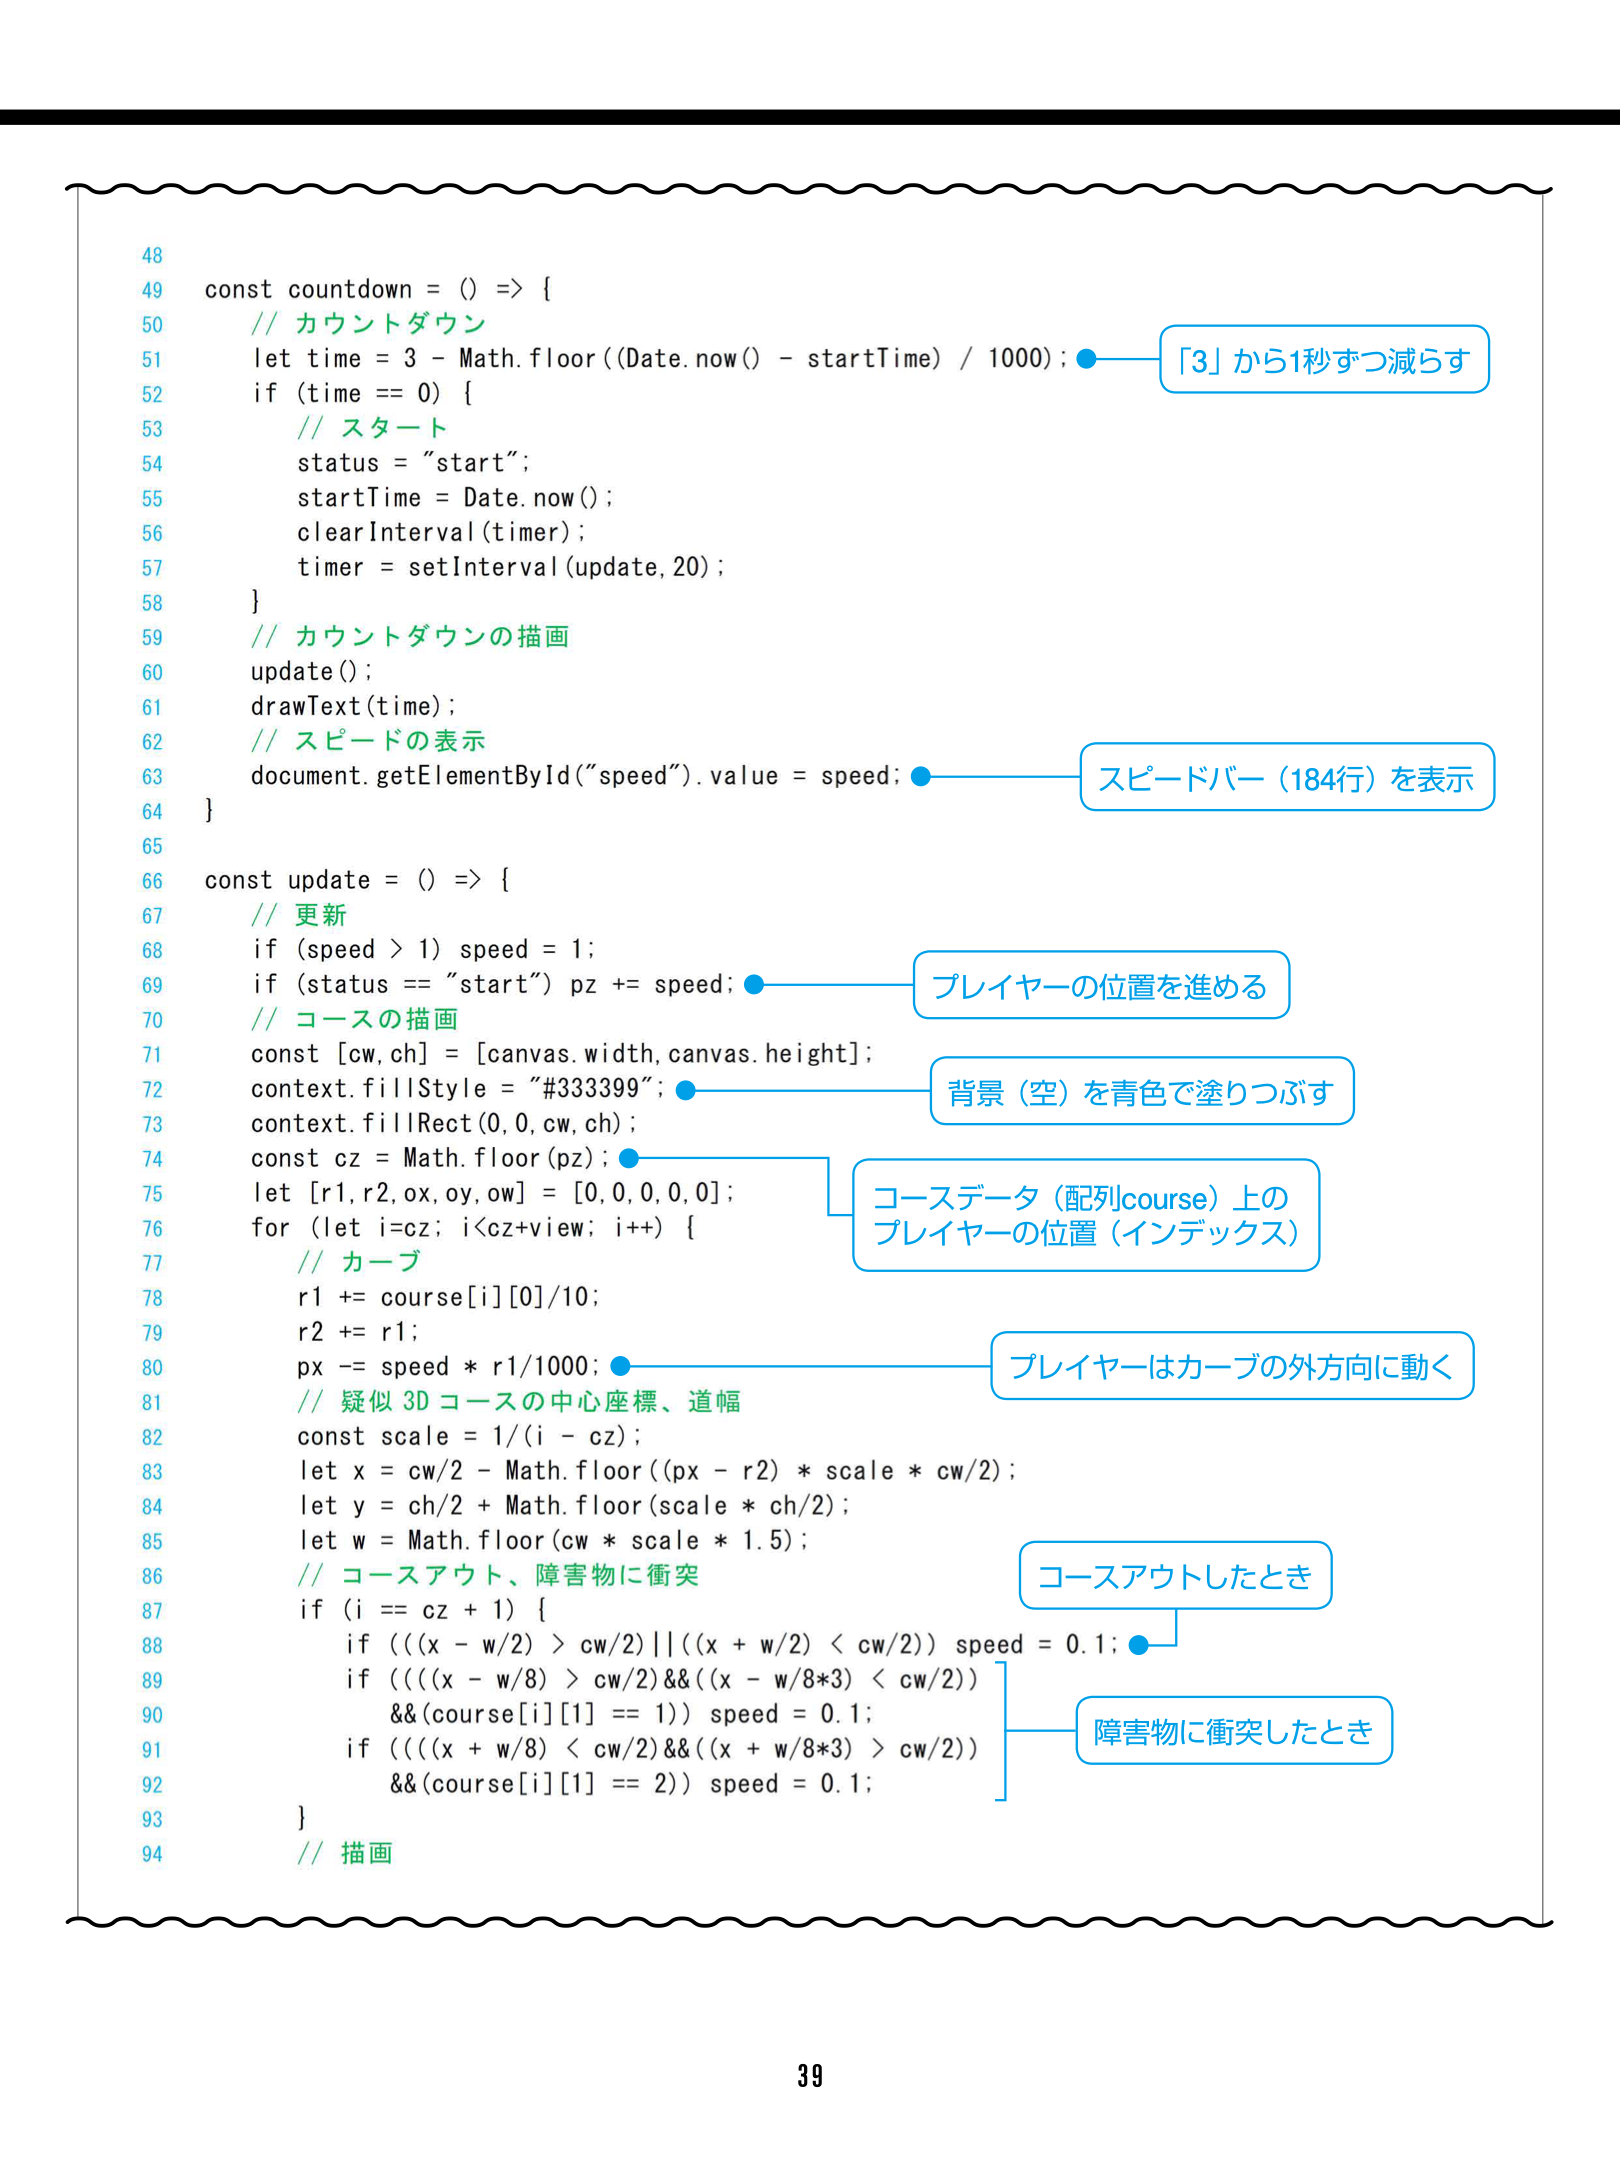 48
49 const countdown = () => {
50 // カウントダウン
51 let time = 3 - Math.floor((Date.now() - startTime) / 1000);
「3」から1秒ずつ減らす
52 if (time == 0) {
53 // スタート
54 status = "start";
55 startTime = Date.now();
56 clearInterval(timer);
57 timer = setInterval(update,20);
58 }
59 // カウントダウンの描画
60 update();
61 drawText(time);
62 // スピードの表示
63 document.getElementById("speed").value = speed;
スピードバー（184行）を表示
64 }
65
66 const update = () => {
67 // 更新
68 if (speed > 1) speed = 1;
69 if (status == "start") pz += speed;
プレイヤーの位置を進める
70 // コースの描画
71 const [cw,ch] = [canvas.width,canvas.height];
72 context.fillStyle = "#333399";
背景（空）を青色で塗りつぶす
73 context.fillRect(0,0,cw,ch);
74 const cz = Math.floor(pz);
コースデータ（配列course）上の
プレイヤーの位置（インデックス）
75 let [r1,r2,ox,oy,ow] = [0,0,0,0,0];
76 for (let i=cz; i<cz+view; i++) {
77 // カーブ
78 r1 += course[i][0]/10;
79 r2 += r1;
80 px -= speed * r1/1000;
プレイヤーはカーブの外方向に動く
81 // 疑似 3D コースの中心座標、道幅
82 const scale = 1/(i - cz);
83 let x = cw/2 - Math.floor((px - r2) * scale * cw/2);
84 let y = ch/2 + Math.floor(scale * ch/2);
85 let w = Math.floor(cw * scale * 1.5);
86 // コースアウト、障害物に衝突
87 if (i == cz + 1) {
コースアウトしたとき
88 if (((x - w/2) > cw/2)||((x + w/2) < cw/2)) speed = 0.1;
89 if ((((x - w/8) > cw/2)&&((x - w/8*3) < cw/2))
90 &&(course[i][1] == 1)) speed = 0.1;
障害物に衝突したとき
91 if ((((x + w/8) < cw/2)&&((x + w/8*3) > cw/2))
92 &&(course[i][1] == 2)) speed = 0.1;
93 }
94 // 描画
39